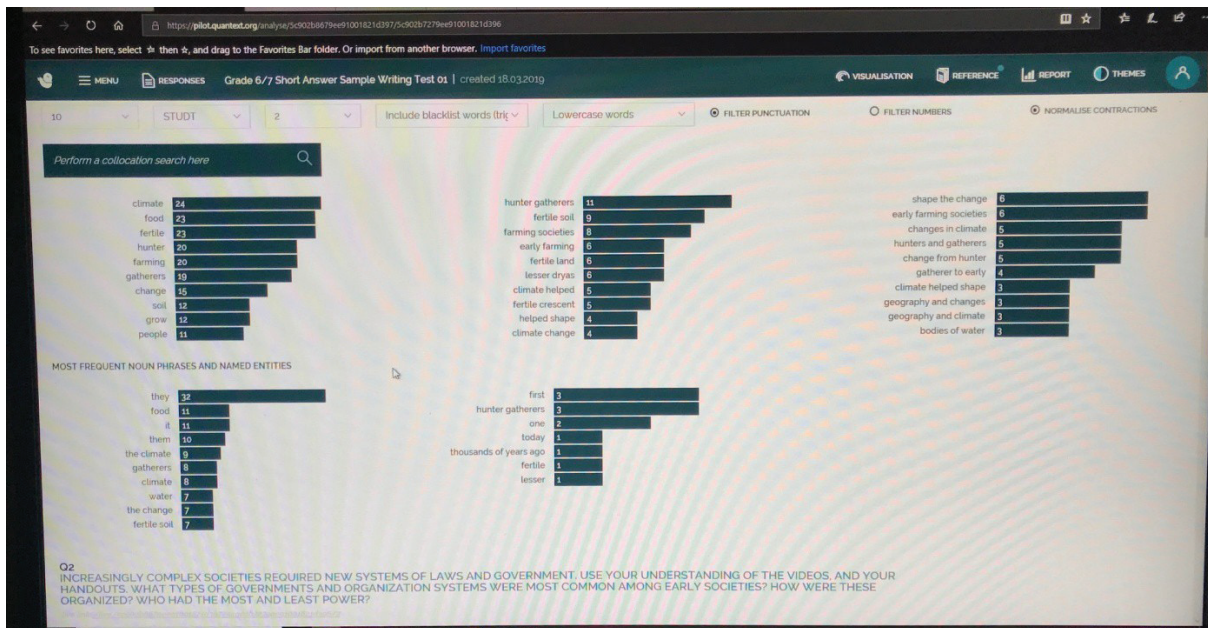 https://pilot.quantext.org/analyse/5c902b8679ee91001821d397/5c902b7279ee91001821d396
To see favorites here, select ☆ then ☆, and drag to the Favorites Bar folder. Or import from another browser. Import favorites
MENU RESPONSES Grade 6/7 Short Answer Sample Writing Test 01 | created 18.03.2019 VISUALISATION REFERENCE REPORT THEMES
10 STUDT 2 Include blacklist words (trig Lowercase words FILTER PUNCTUATION FILTER NUMBERS NORMALISE CONTRACTIONS
Perform a collocation search here
climate 24
food 23
fertile 23
hunter 20
farming 20
gatherers 19
change 15
soil 12
grow 12
people 11
hunter gatherers 11
fertile soil 9
farming societies 8
early farming 6
fertile land 6
lesser dryas 6
climate helped 5
fertile crescent 5
helped shape 4
climate change 4
shape the change 6
early farming societies 6
changes in climate 5
hunters and gatherers 5
change from hunter 5
gatherer to early 4
climate helped shape 3
geography and changes 3
geography and climate 3
bodies of water 3
MOST FREQUENT NOUN PHRASES AND NAMED ENTITIES
they 32
food 11
it 11
them 10
the climate 9
gatherers 8
climate 8
water 7
the change 7
fertile soil 7
first 3
hunter gatherers 3
one 2
today 1
thousands of years ago 1
fertile 1
lesser 1
Q2
INCREASINGLY COMPLEX SOCIETIES REQUIRED NEW SYSTEMS OF LAWS AND GOVERNMENT. USE YOUR UNDERSTANDING OF THE VIDEOS, AND YOUR
HANDOUTS. WHAT TYPES OF GOVERNMENTS AND ORGANIZATION SYSTEMS WERE MOST COMMON AMONG EARLY SOCIETIES? HOW WERE THESE
ORGANIZED? WHO HAD THE MOST AND LEAST POWER?